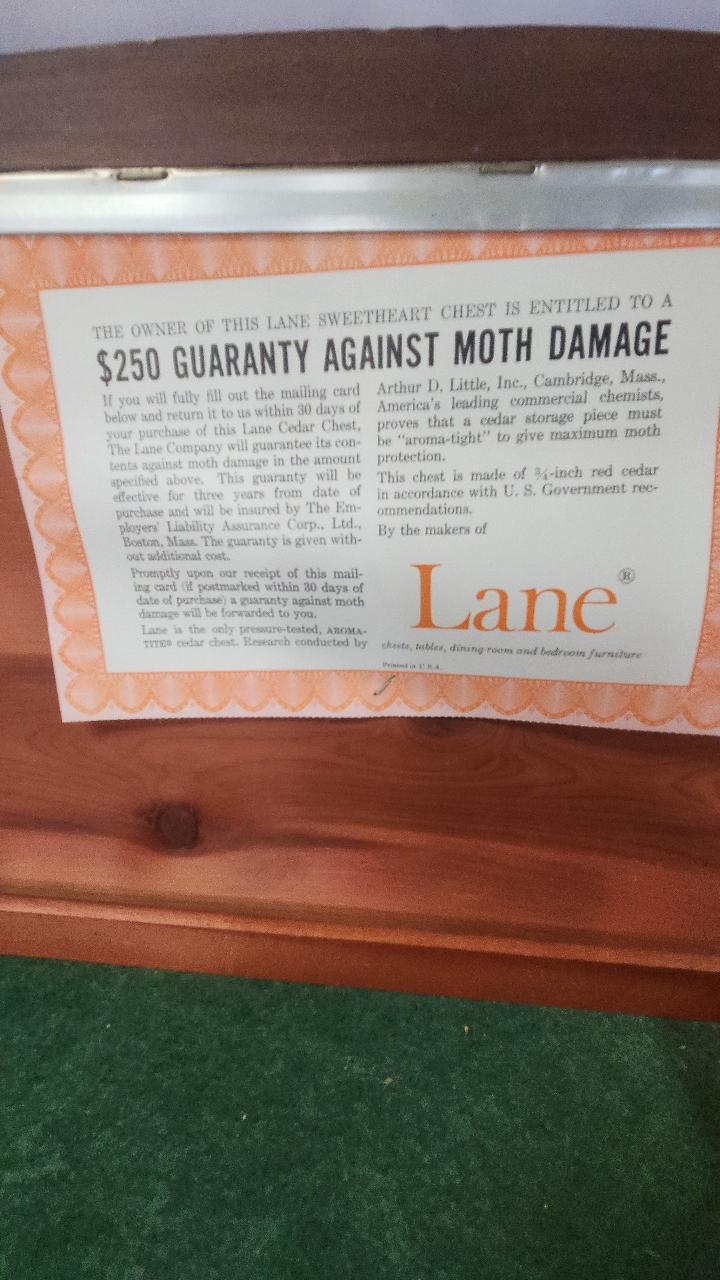 THE OWNER OF THIS LANE SWEETHEART CHEST IS ENTITLED TO A
$250 GUARANTY AGAINST MOTH DAMAGE
If you will fully fill out the mailing card
below and return it to us within 30 days of
your purchase of this Lane Cedar Chest,
The Lane Company will guarantee its con-
tents against moth damage in the amount
specified above. This guaranty will be
effective for three years from date of
purchase and will be insured by The Em-
ployers' Liability Assurance Corp., Ltd.,
Boston, Mass. The guaranty is given with-
out additional cost.
Promptly upon our receipt of this mail-
ing card (if postmarked within 30 days of
date of purchase) a guaranty against moth
damage will be forwarded to you.
Lane is the only pressure-tested, AROMA-
TITE® cedar chest. Research conducted by
Arthur D. Little, Inc., Cambridge, Mass.,
America's leading commercial chemists,
proves that a cedar storage piece must
be "aroma-tight" to give maximum moth
protection.
This chest is made of ¾-inch red cedar
in accordance with U. S. Government rec-
ommendations.
By the makers of
Lane®
chests, tables, dining room and bedroom furniture
Printed in U.S.A.